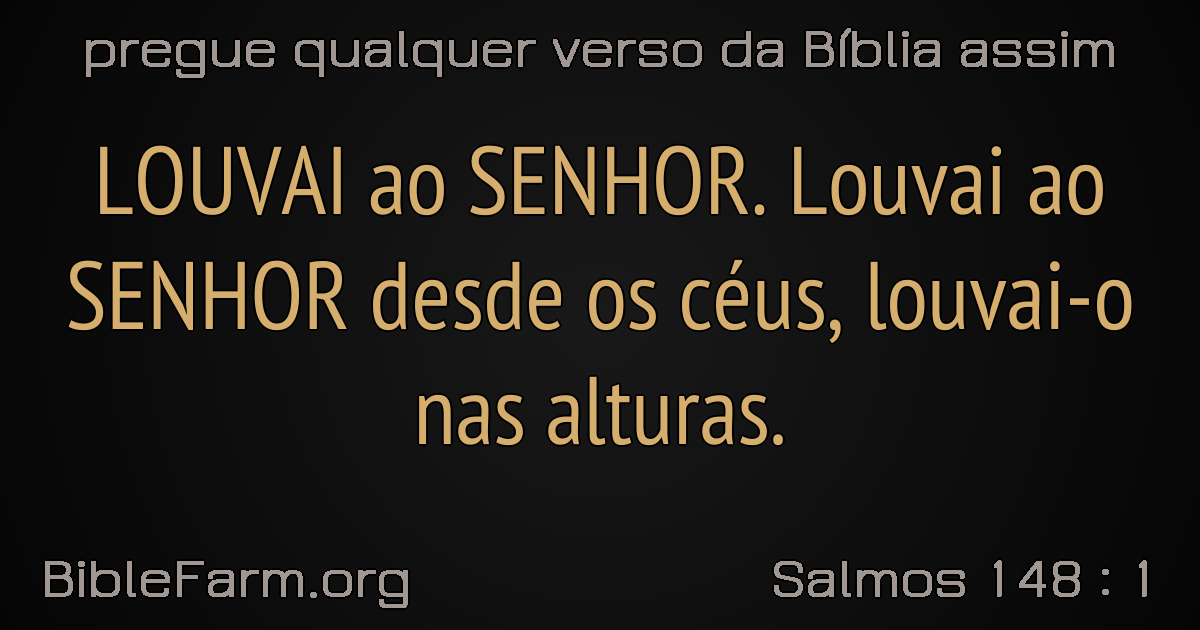 pregue qualquer verso da Bíblia assim
LOUVAI ao SENHOR. Louvai ao
SENHOR desde os céus, louvai-o
nas alturas.
BibleFarm.org
Salmos 148 : 1